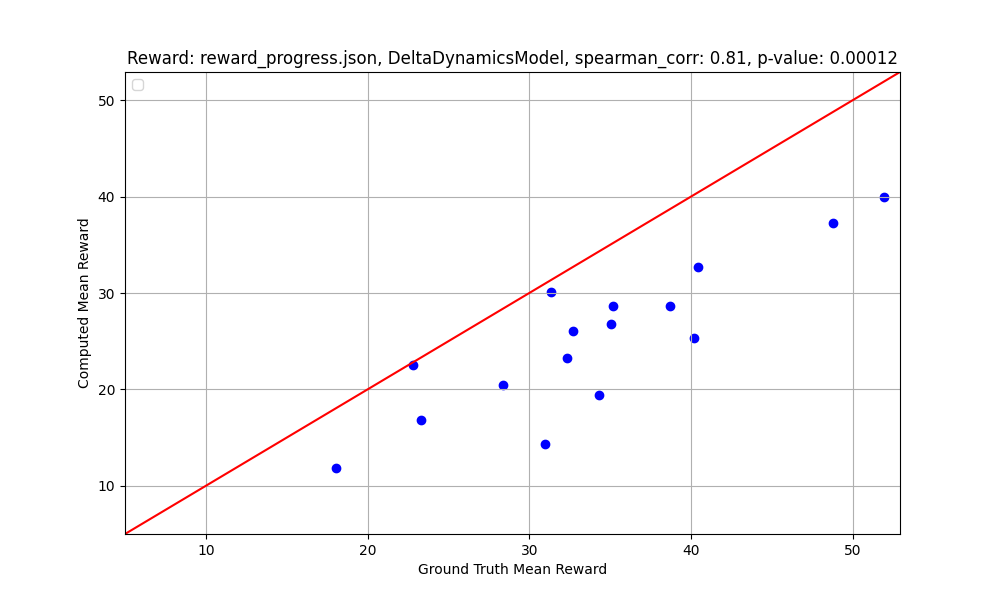 Reward: reward_progress.json, DeltaDynamicsModel, spearman_corr: 0.81, p-value: 0.00012
Computed Mean Reward
50
40
30
20
10
10 20 30 40 50
Ground Truth Mean Reward